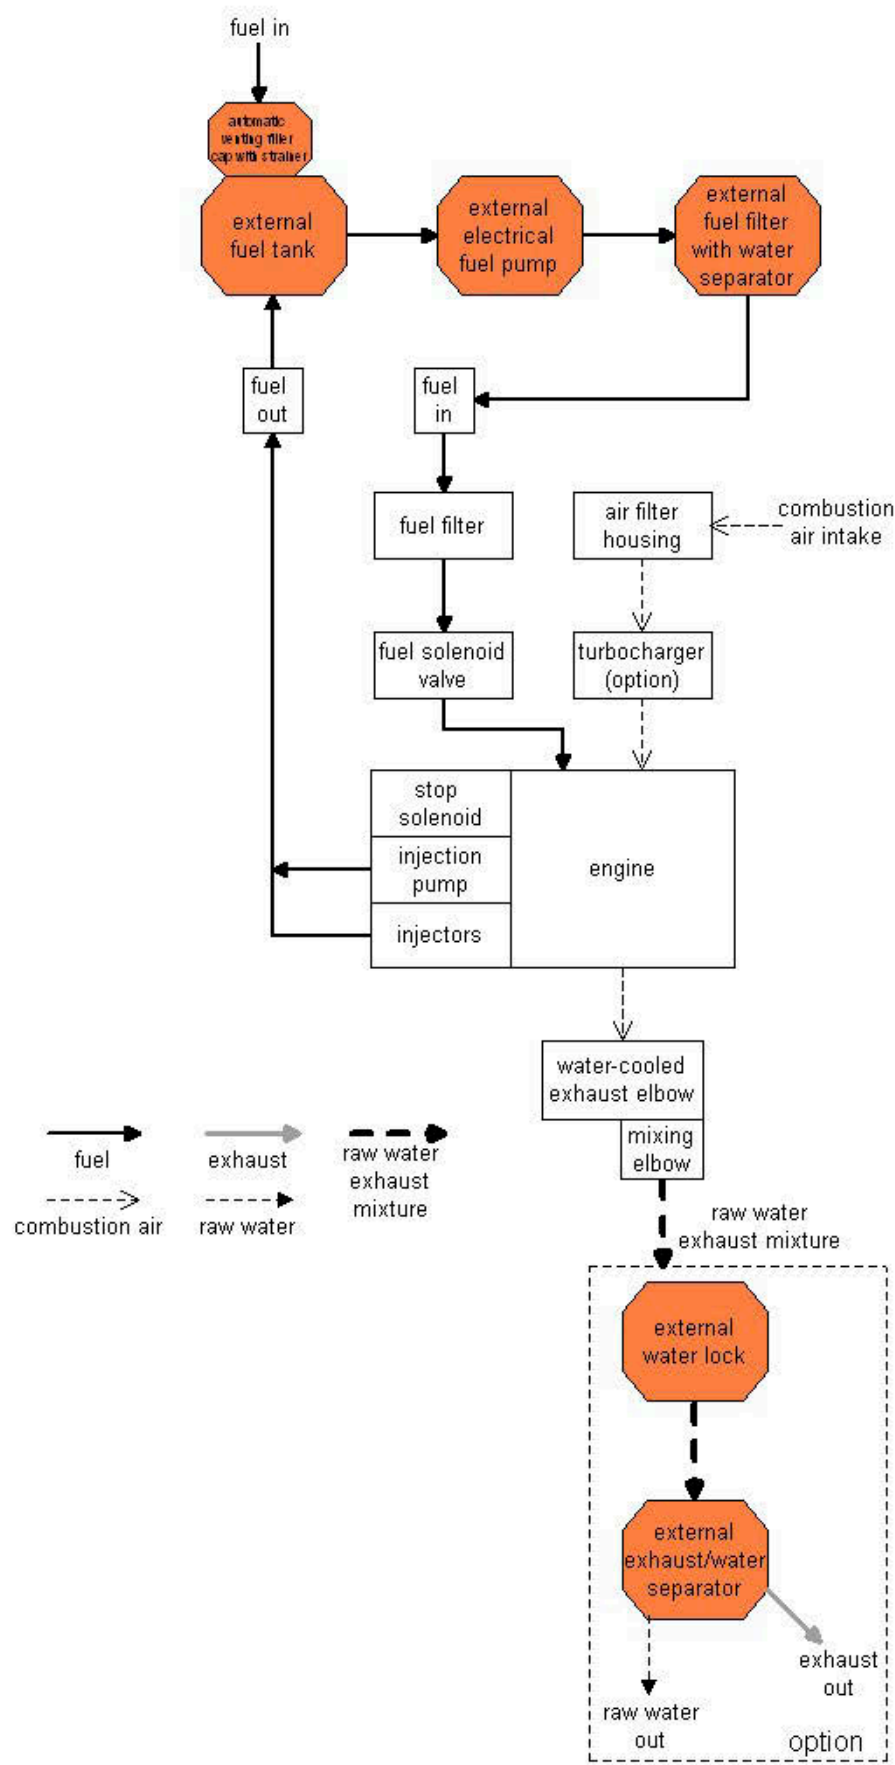 fuel in
automatic
venting filler
cap with strainer
external
fuel tank
external
electrical
fuel pump
external
fuel filter
with water
separator
fuel
out
fuel
in
fuel filter
air filter
housing
combustion
air intake
fuel solenoid
valve
turbocharger
(option)
stop
solenoid
injection
pump
injectors
engine
water-cooled
exhaust elbow
mixing
elbow
fuel
exhaust
raw water
exhaust
mixture
combustion air
raw water
raw water
exhaust mixture
external
water lock
external
exhaust/water
separator
exhaust
out
raw water
out
option